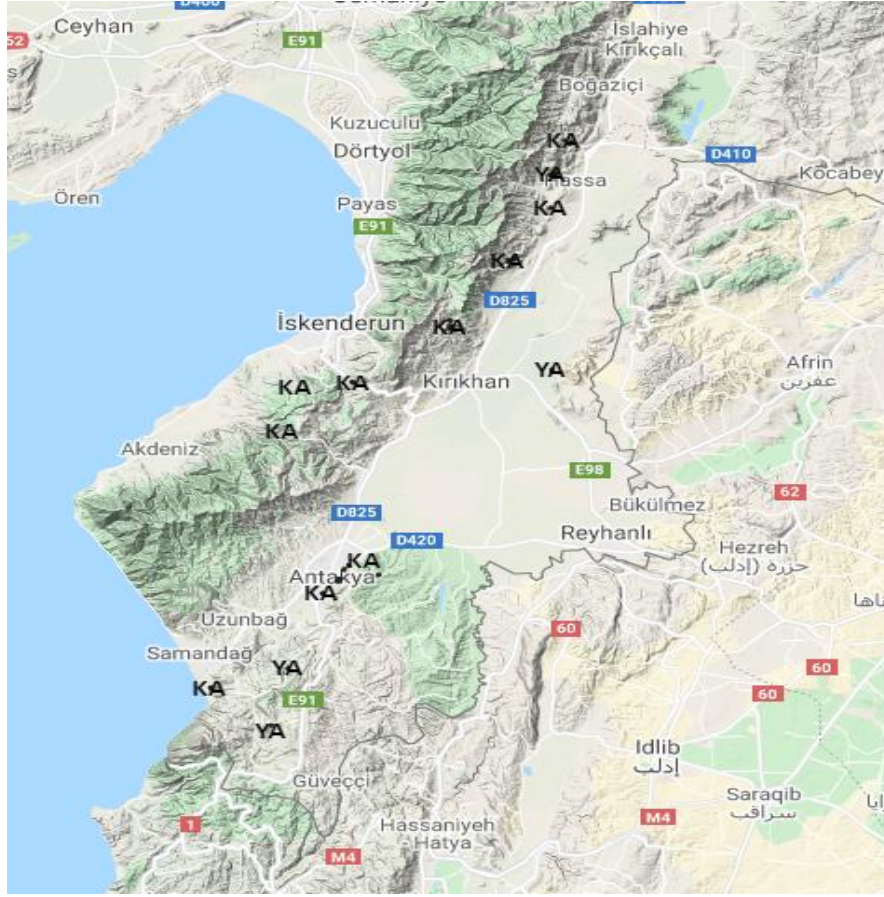 D400
Ceyhan
E91
52
İslahiye
Kırıkçalı
Boğaziçi
Kuzuculu
Dörtyol
KA
D410
YA
Hassa
Kocabey
Ören
Payas
KA
E91
KA
D825
İskenderun
KA
Afrin
عفرين
YA
KA
KA
Kırıkhan
KA
Akdeniz
E98
62
Bükülmez
D825
Reyhanlı
D420
Hezreh
حزره (إدلب)
KA
Antakya
KA
Uzunbağ
60
Samandağ
YA
60
60
KA
E91
YA
Idlib
إدلب
Güveççi
Saraqib
سراقب
1
Hassaniyeh
- Hatya
M4
M4